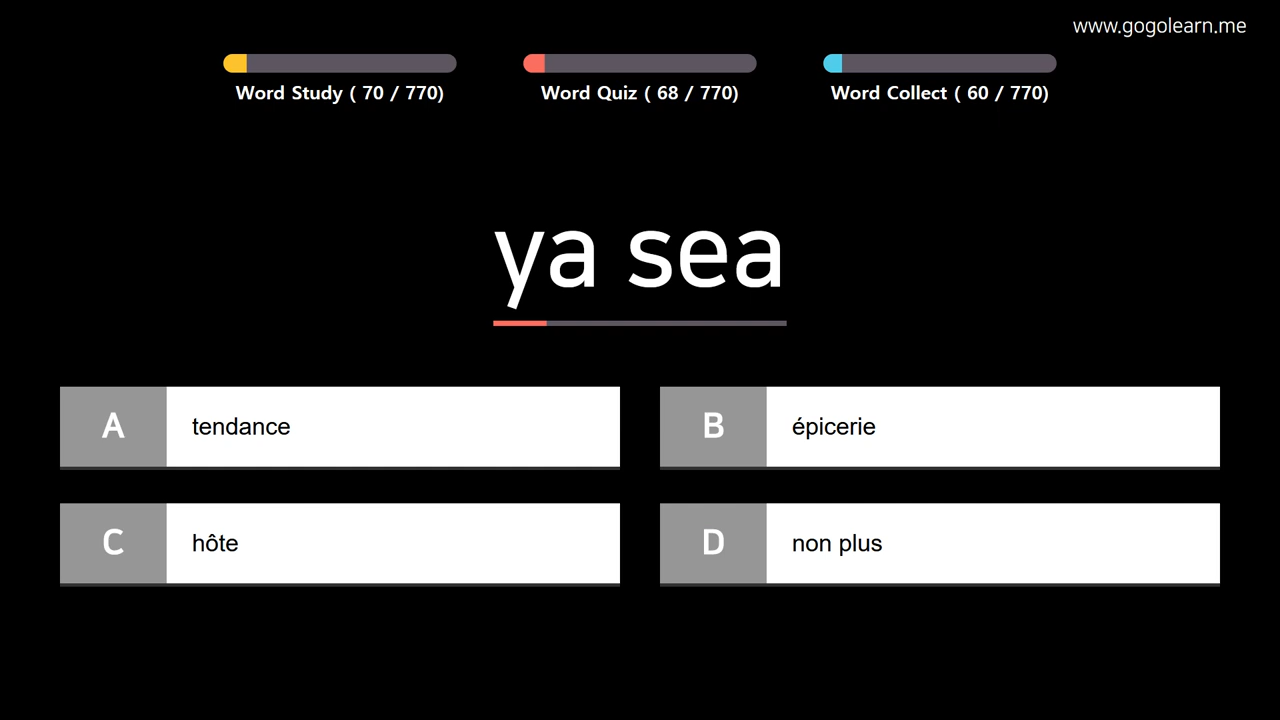 www.gogolearn.me
Word Study ( 70 / 770)
Word Quiz ( 68 / 770)
Word Collect ( 60 / 770)
ya sea
A tendance
B épicerie
C hôte
D non plus